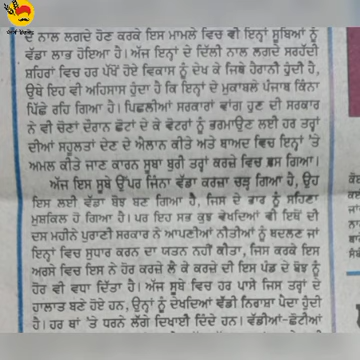 ਦੇ ਨਾਲ ਲਗਦੇ ਹੋਣ ਕਰਕੇ ਇਸ ਮਾਮਲੇ ਵਿਚ ਵੀ ਇਨ੍ਹਾਂ ਸੂਬਿਆਂ ਨੂੰ
ਵੱਡਾ ਲਾਭ ਹੋਇਆ ਹੈ। ਅੱਜ ਇਨ੍ਹਾਂ ਦੇ ਦਿੱਲੀ ਨਾਲ ਲਗਦੇ ਸਰਹੱਦੀ
ਸ਼ਹਿਰਾਂ ਵਿਚ ਹਰ ਪੱਖੋਂ ਹੋਏ ਵਿਕਾਸ ਨੂੰ ਦੇਖ ਕੇ ਜਿਥੇ ਹੈਰਾਨੀ ਹੁੰਦੀ ਹੈ,
ਉਥੇ ਇਹ ਵੀ ਅਹਿਸਾਸ ਹੁੰਦਾ ਹੈ ਕਿ ਇਨ੍ਹਾਂ ਦੇ ਮੁਕਾਬਲੇ ਪੰਜਾਬ ਕਿੰਨਾ
ਪਿੱਛੇ ਰਹਿ ਗਿਆ ਹੈ। ਪਿਛਲੀਆਂ ਸਰਕਾਰਾਂ ਵਾਂਗ ਹੁਣ ਦੀ ਸਰਕਾਰ
ਨੇ ਵੀ ਚੋਣਾਂ ਦੌਰਾਨ ਛੋਟਾਂ ਦੇ ਕੇ ਵੋਟਰਾਂ ਨੂੰ ਭਰਮਾਉਣ ਲਈ ਹਰ ਤਰ੍ਹਾਂ
ਦੀਆਂ ਸਹੂਲਤਾਂ ਦੇਣ ਦੇ ਐਲਾਨ ਕੀਤੇ ਅਤੇ ਬਾਅਦ ਵਿਚ ਇਨ੍ਹਾਂ 'ਤੇ
ਅਮਲ ਕੀਤੇ ਜਾਣ ਕਾਰਨ ਸੂਬਾ ਬੁਰੀ ਤਰ੍ਹਾਂ ਕਰਜ਼ੇ ਵਿਚ ਫਸ ਗਿਆ।
ਅੱਜ ਇਸ ਸੂਬੇ ਉੱਪਰ ਜਿੰਨਾ ਵੱਡਾ ਕਰਜ਼ਾ ਚੜ੍ਹ ਗਿਆ ਹੈ, ਉਹ
ਇਸ ਲਈ ਵੱਡਾ ਬੋਝ ਬਣ ਗਿਆ ਹੈ, ਜਿਸ ਦੇ ਭਾਰ ਨੂੰ ਸਹਿਣਾ
ਮੁਸ਼ਕਿਲ ਹੋ ਗਿਆ ਹੈ। ਪਰ ਇਹ ਸਭ ਕੁਝ ਵੇਖਦਿਆਂ ਵੀ ਇਥੋਂ ਦੀ
ਦਸ ਮਹੀਨੇ ਪੁਰਾਣੀ ਸਰਕਾਰ ਨੇ ਆਪਣੀਆਂ ਨੀਤੀਆਂ ਨੂੰ ਬਦਲਣ ਜਾਂ
ਇਨ੍ਹਾਂ ਵਿਚ ਸੁਧਾਰ ਕਰਨ ਦਾ ਯਤਨ ਨਹੀਂ ਕੀਤਾ, ਜਿਸ ਕਰਕੇ ਇਸ
ਅਰਸੇ ਵਿਚ ਇਸ ਨੇ ਹੋਰ ਕਰਜ਼ੇ ਲੈ ਕੇ ਕਰਜ਼ੇ ਦੀ ਇਸ ਪੰਡ ਦੇ ਬੋਝ ਨੂੰ
ਹੋਰ ਵੀ ਵਧਾ ਦਿੱਤਾ ਹੈ। ਅੱਜ ਸੂਬੇ ਵਿਚ ਹਰ ਪਾਸੇ ਜਿਸ ਤਰ੍ਹਾਂ ਦੇ
ਹਾਲਾਤ ਬਣੇ ਹੋਏ ਹਨ, ਉਨ੍ਹਾਂ ਨੂੰ ਦੇਖਦਿਆਂ ਵੱਡੀ ਨਿਰਾਸ਼ਾ ਪੈਦਾ ਹੁੰਦੀ
ਹੈ। ਹਰ ਥਾਂ 'ਤੇ ਧਰਨੇ ਲੱਗੇ ਦਿਖਾਈ ਦਿੰਦੇ ਹਨ। ਵੱਡੀਆਂ-ਛੋਟੀਆਂ